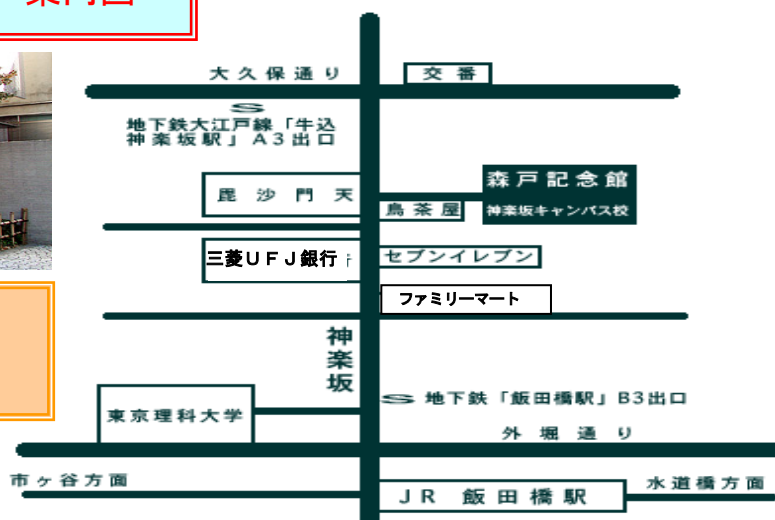 案内図
大久保通り
交番
地下鉄大江戸線「牛込
神楽坂駅」A3出口
毘沙門天
鳥茶屋
森戸記念館
神楽坂キャンパス校
三菱UFJ銀行
セブンイレブン
ファミリーマート
神楽坂
地下鉄「飯田橋駅」B3出口
東京理科大学
外堀通り
市ヶ谷方面
JR 飯田橋駅
水道橋方面